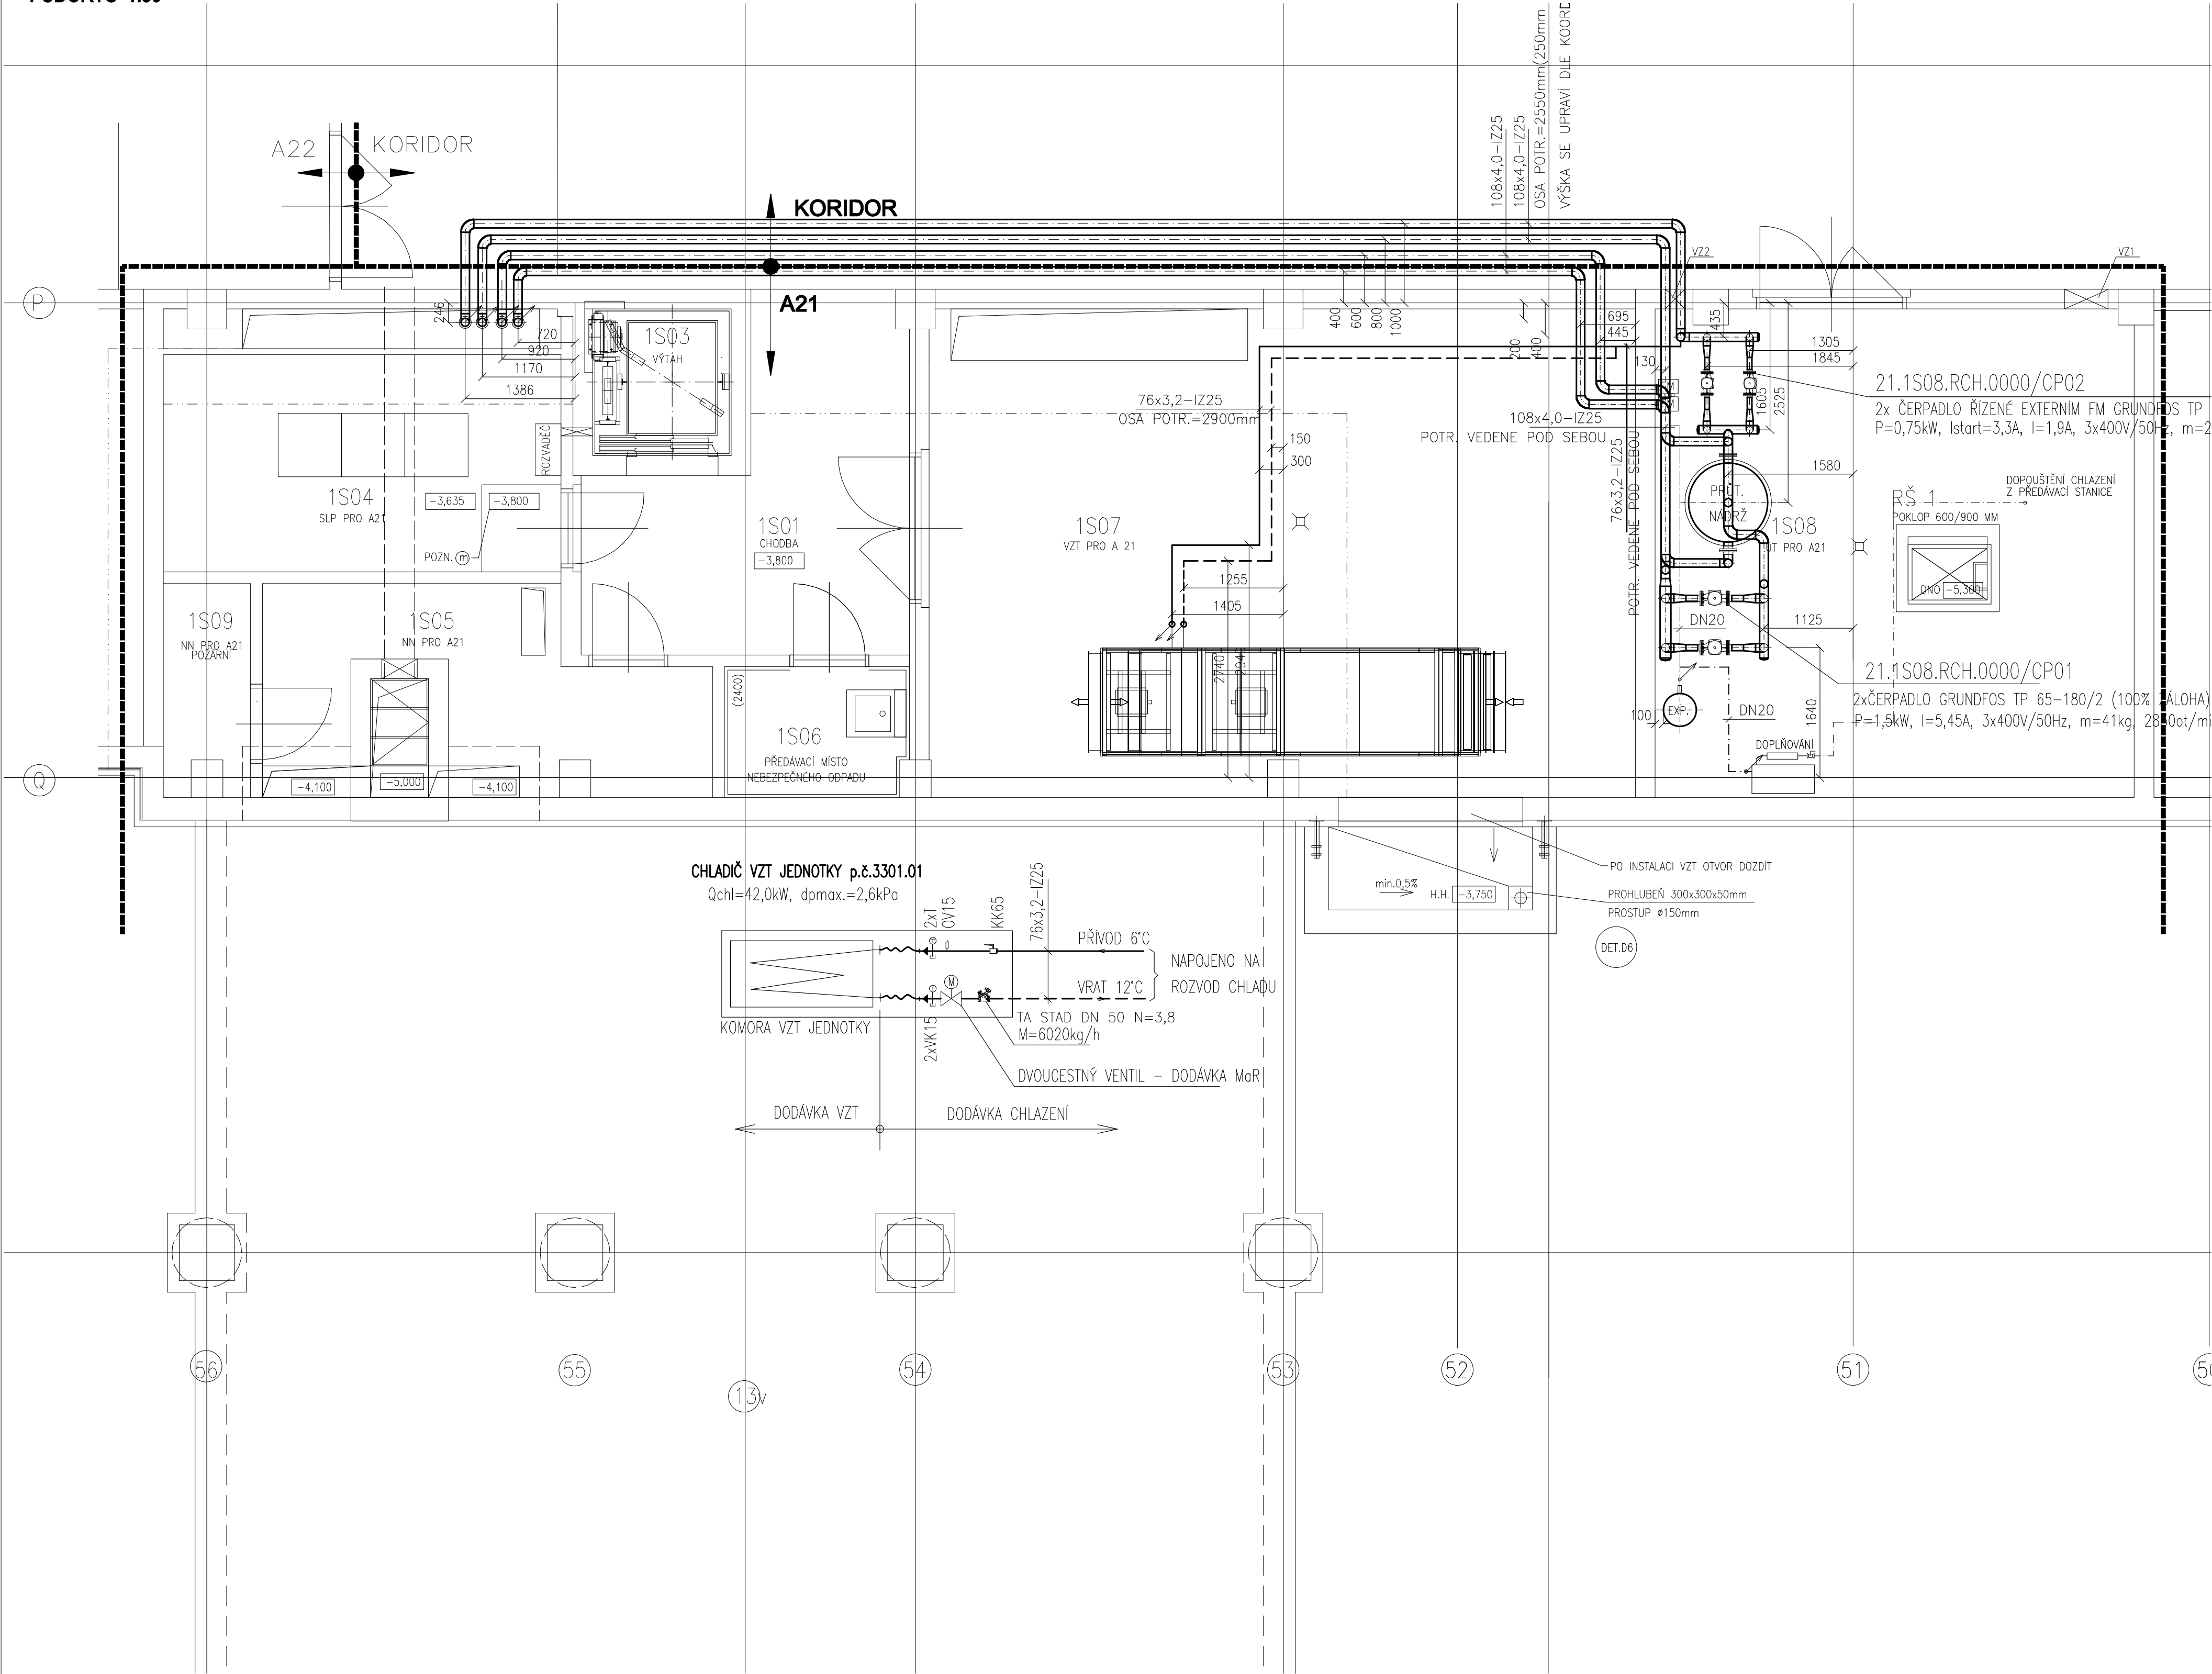 A22
KORIDOR
KORIDOR
A21
108x4,0-IZ25
108x4,0-IZ25
OSA POTR.=2550mm(250mm
VÝŠKA SE UPRAVÍ DLE
VZ2
VZ1
P
246
720
920
1170
1386
1S03
VÝTAH
ROZVADĚČ
400
600
800
1000
200
400
695
445
130
435
1305
1845
1605
2525
21.1S08.RCH.0000/CP02
2x ČERPADLO ŘÍZENÉ EXTERNÍM FM GRUNDFOS TP
P=0,75kW, Istart=3,3A, I=1,9A, 3x400V/50Hz, m=2
76x3,2-IZ25
OSA POTR.=2900mm
150
300
108x4,0-IZ25
POTR. VEDENE POD SEBOU
76x3,2-IZ25
POTR. VEDENE POD SEBOU
FM
FM
1580
PRŮT.
NÁDRŽ
1S08
ÚT PRO A21
DOPOUŠTĚNÍ CHLAZENÍ
Z PŘEDÁVACÍ STANICE
RŠ 1
POKLOP 600/900 MM
DNO -5,300
1S04
SLP PRO A21
-3,635
-3,800
POZN. m
1S01
CHODBA
-3,800
1S07
VZT PRO A 21
1255
1405
2740
1S09
NN PRO A21
POŽÁRNÍ
1S05
NN PRO A21
DN20
1125
21.1S08.RCH.0000/CP01
2xČERPADLO GRUNDFOS TP 65-180/2 (100% ZÁLOHA)
P=1,5kW, I=5,45A, 3x400V/50Hz, m=41kg, 2850ot/mi
(2400)
1S06
PŘEDÁVACÍ MÍSTO
NEBEZPEČNÉHO ODPADU
100
EXP.
DN20
1640
DOPLŇOVÁNÍ
Q
-4,100
-5,000
-4,100
CHLADIČ VZT JEDNOTKY p.č.3301.01
Qchl=42,0kW, dpmax.=2,6kPa
2xT
OV15
KK65
76x3,2-IZ25
PŘÍVOD 6°C
VRAT 12°C
NAPOJENO NA
ROZVOD CHLADU
M
KOMORA VZT JEDNOTKY
2xVK15
TA STAD DN 50 N=3,8
M=6020kg/h
DVOUCESTNÝ VENTIL - DODÁVKA MaR
DODÁVKA VZT
DODÁVKA CHLAZENÍ
min.0,5%
H.H. -3,750
PO INSTALACI VZT OTVOR DOZDÍT
PROHLUBEŇ 300x300x50mm
PROSTUP ø150mm
DET.D6
56
55
13v
54
53
52
51